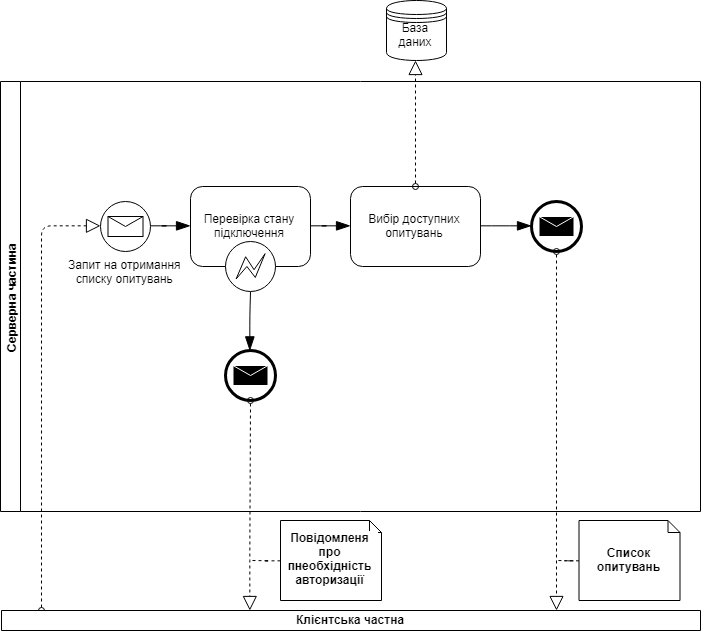 База
даних
Серверна частина
Перевірка стану
підключення
Вибір доступних
опитувань
Запит на отримання
списку опитувань
Повідомленя
про
пнеобхідність
авторизації
Список
опитувань
Клієнтська частна